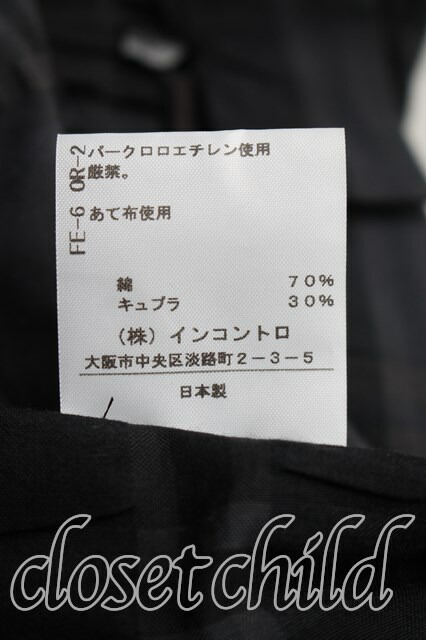 OR-2
パークロロエチレン使用
厳禁。
FE-6
あて布使用
綿 70%
キュプラ 30%
(株)インコントロ
大阪市中央区淡路町2-3-5
日本製
closetchild